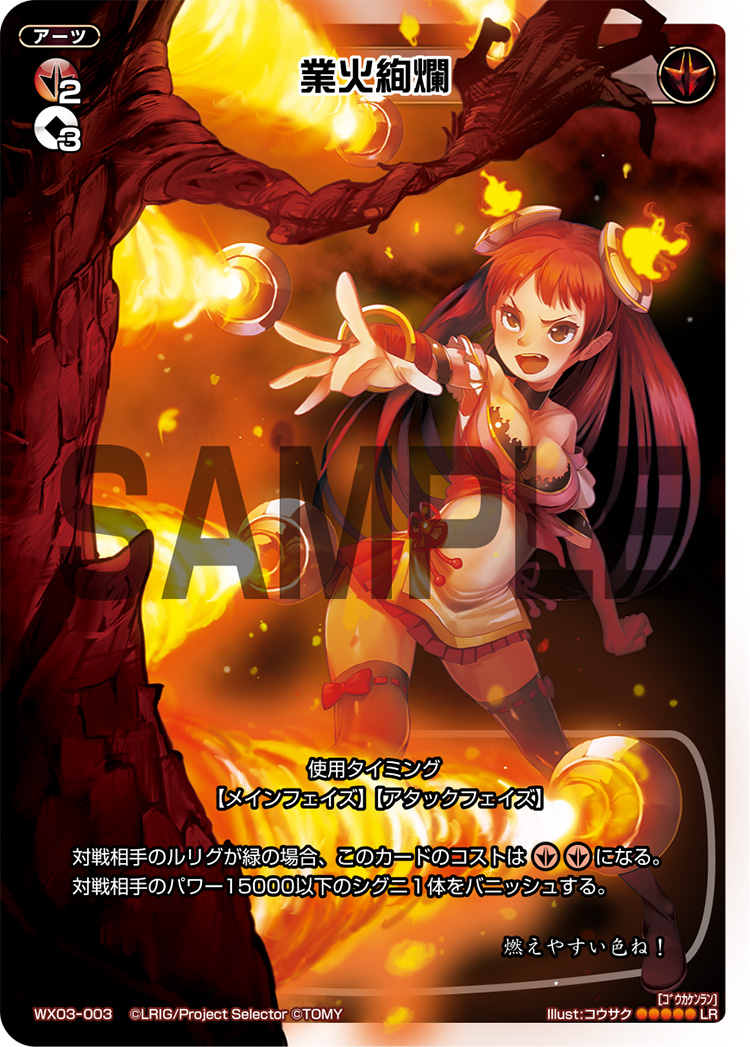 アーツ
業火絢爛
2
3
SAMPLE
使用タイミング
【メインフェイズ】【アタックフェイズ】
対戦相手のルリグが緑の場合、このカードのコストは
になる。
対戦相手のパワー15000以下のシグニ1体をバニッシュする。
燃えやすい色ね!
[ゴウカケンラン]
WX03-003 ©LRIG/Project Selector ©TOMY Illust:コウサク LR